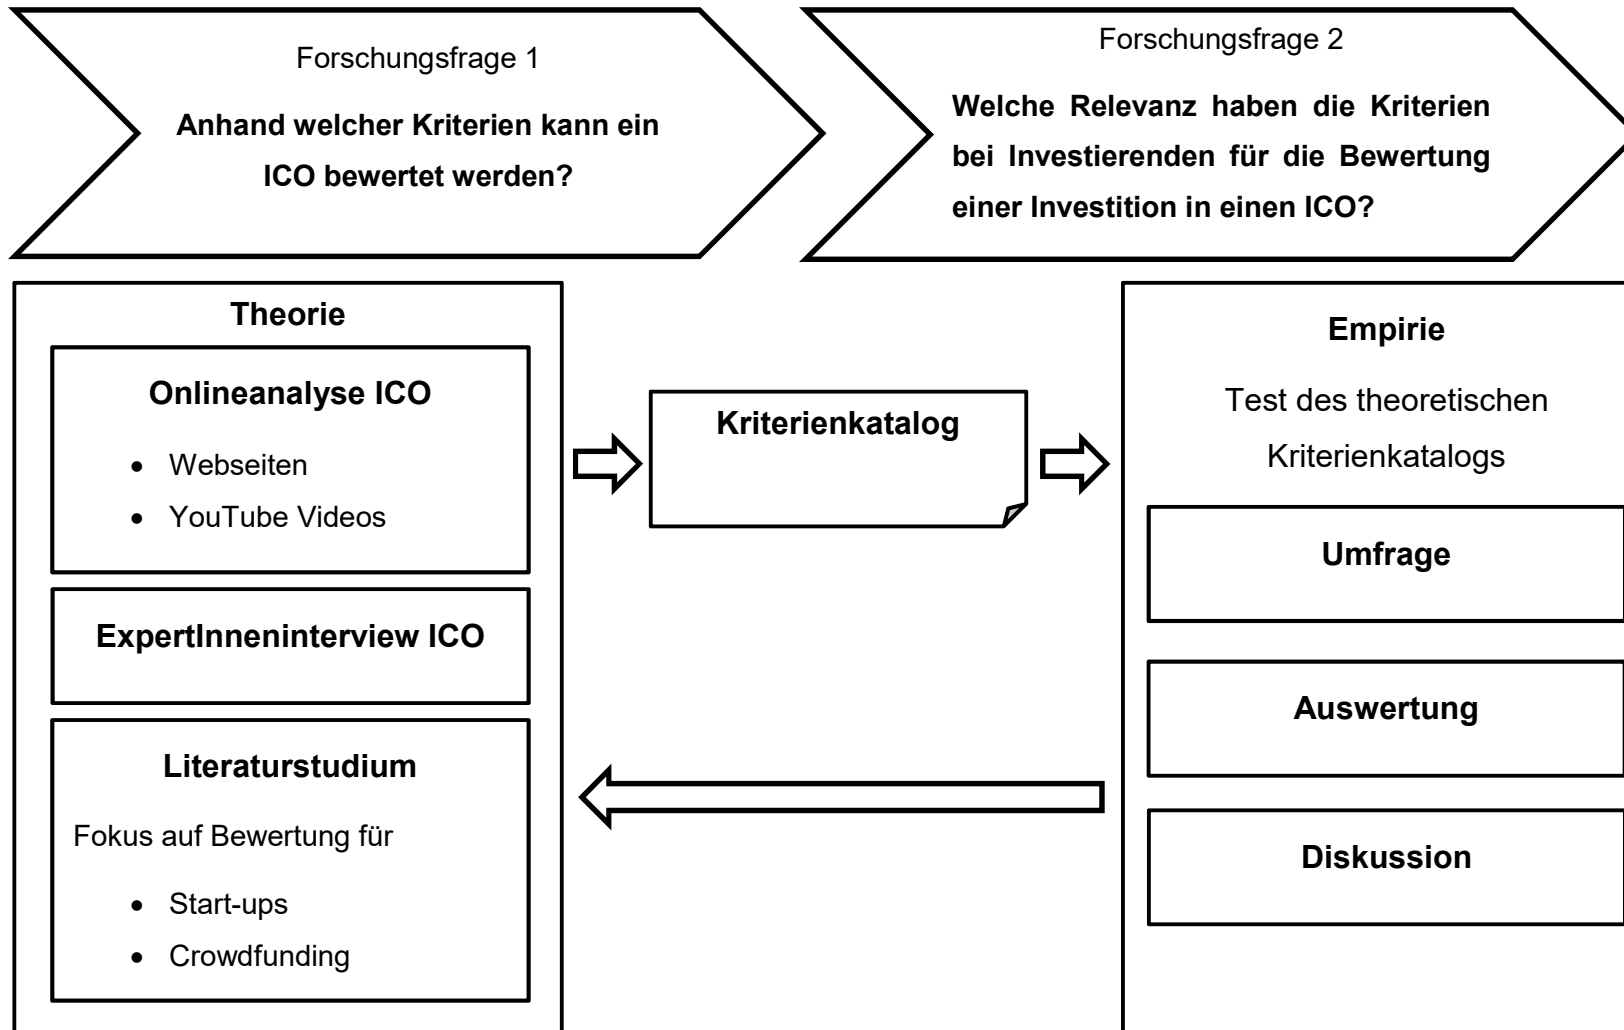 Forschungsfrage 1
Anhand welcher Kriterien kann ein
ICO bewertet werden?
Forschungsfrage 2
Welche Relevanz haben die Kriterien
bei Investierenden für die Bewertung
einer Investition in einen ICO?
Theorie
Onlineanalyse ICO
• Webseiten
• YouTube Videos
ExpertInneninterview ICO
Literaturstudium
Fokus auf Bewertung für
• Start-ups
• Crowdfunding
Kriterienkatalog
Empirie
Test des theoretischen
Kriterienkatalogs
Umfrage
Auswertung
Diskussion